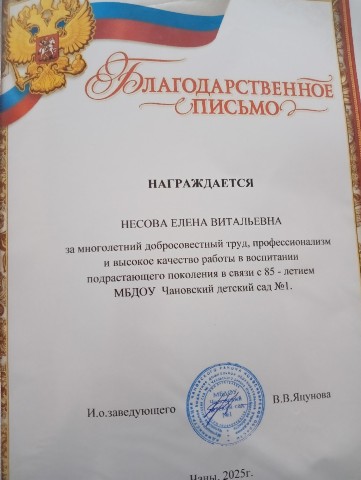 БЛАГОДАРСТВЕННОЕ
ПИСЬМО
НАГРАЖДАЕТСЯ
НЕСОВА ЕЛЕНА ВИТАЛЬЕВНА
за многолетний добросовестный труд, профессионализм
и высокое качество работы в воспитании
подрастающего поколения в связи с 85 - летием
МБДОУ Чановский детский сад №1.
И.о.заведующего В.В.Яцунова
Чаны, 2025г.